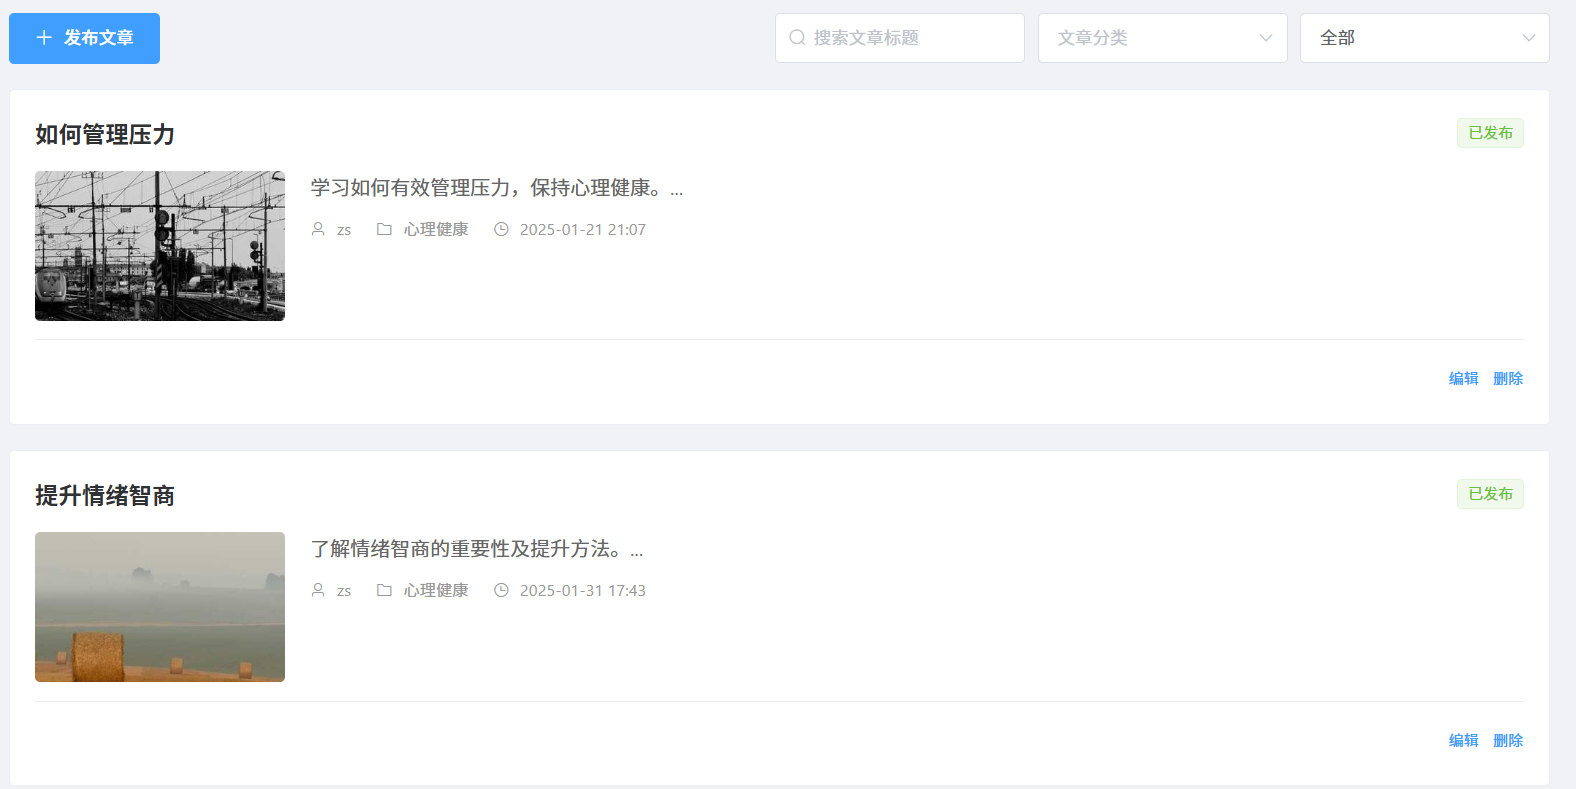 发布文章
搜索文章标题
文章分类
全部
如何管理压力
已发布
学习如何有效管理压力，保持心理健康。...
zs 心理健康 2025-01-21 21:07
编辑 删除
提升情绪智商
已发布
了解情绪智商的重要性及提升方法。...
zs 心理健康 2025-01-31 17:43
编辑 删除